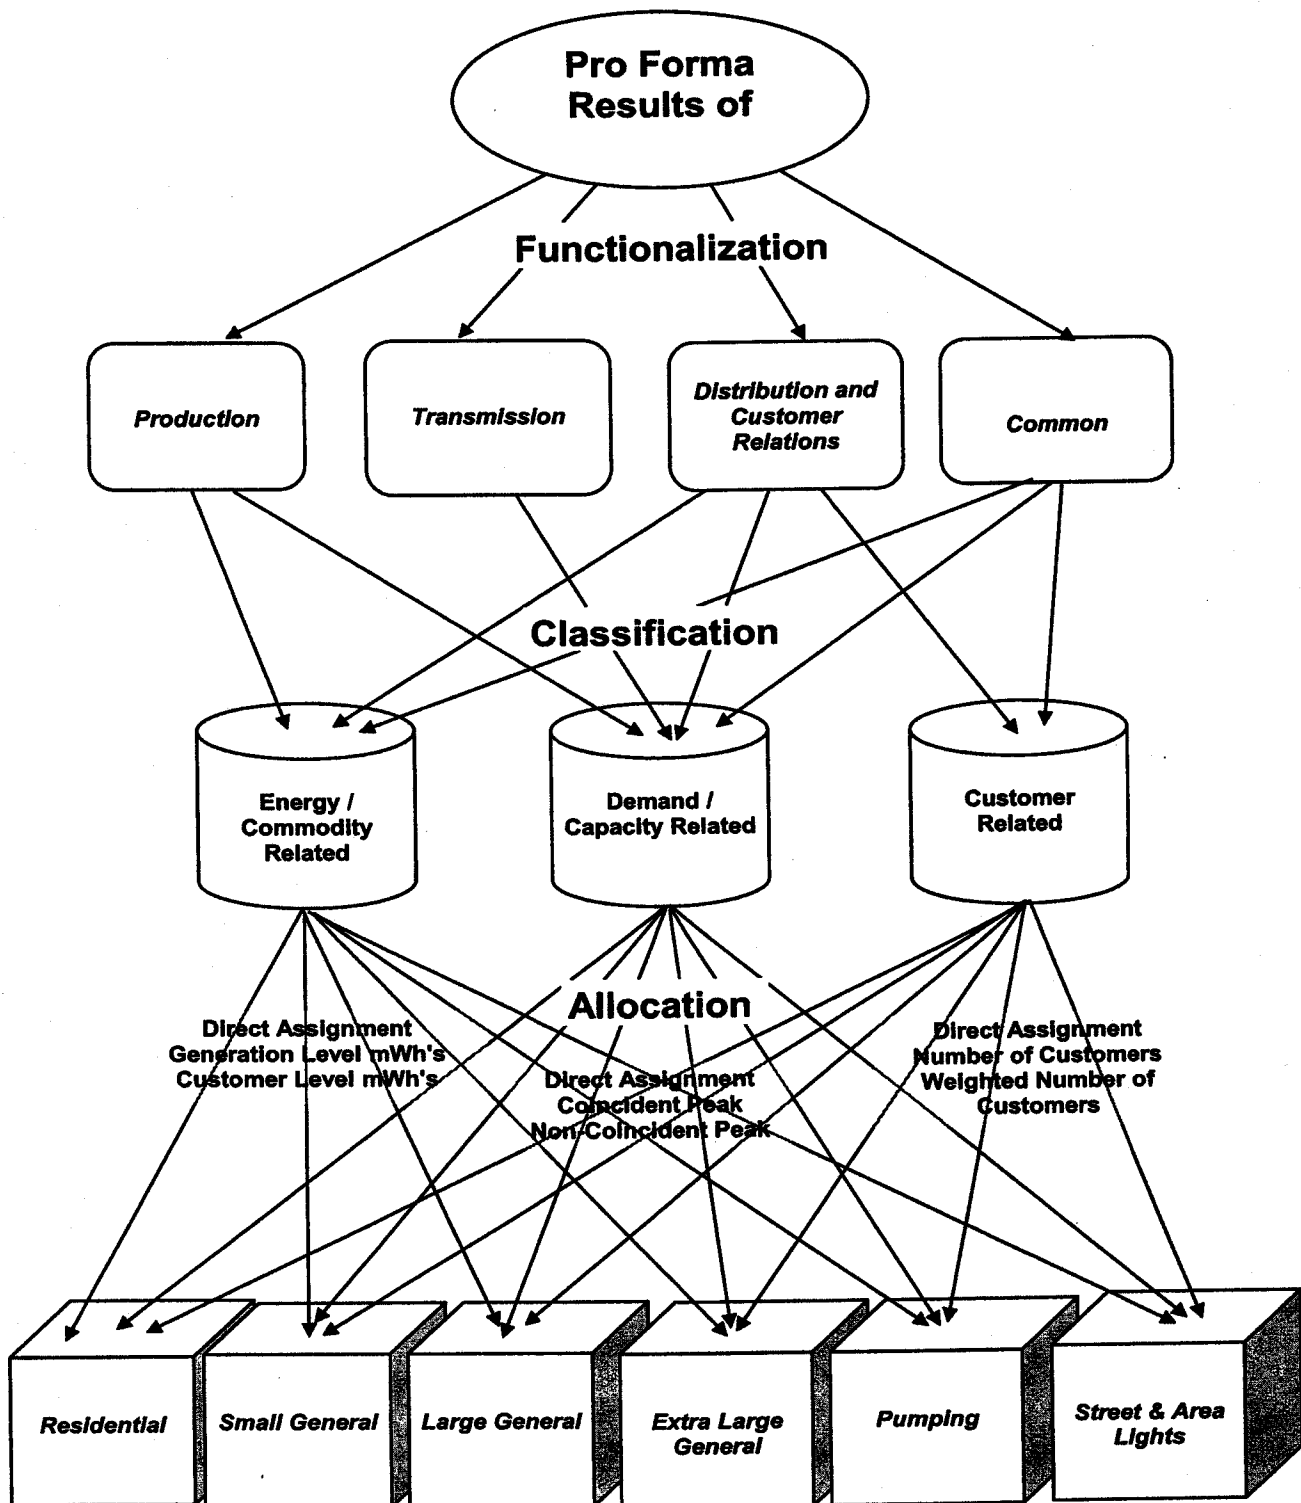 Pro Forma
Results of
Functionalization
Production
Transmission
Distribution and
Customer
Relations
Common
Classification
Energy /
Commodity
Related
Demand /
Capacity Related
Customer
Related
Allocation
Direct Assignment
Generation Level mWh's
Customer Level mWh's
Direct Assignment
Coincident Peak
Non-Coincident Peak
Direct Assignment
Number of Customers
Weighted Number of
Customers
Residential
Small General
Large General
Extra Large
General
Pumping
Street & Area
Lights